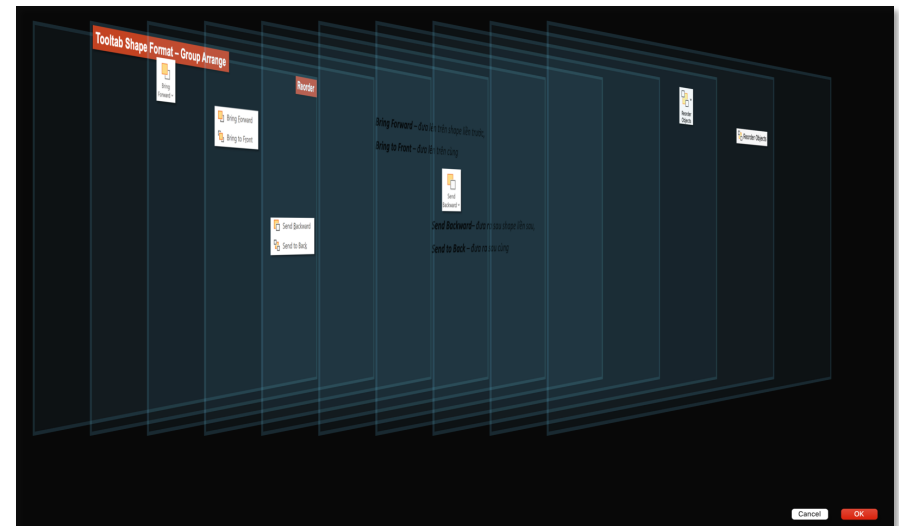 Tooltab Shape Format – Group Arrange
Bring
Forward
Reorder
Bring Forward
Bring to Front
Bring Forward – đưa lên trên shape liền trước,
Bring to Front – đưa lên trên cùng
Reorder
Objects
Reorder Objects
Send
Backward
Send Backward
Send to Back
Send Backward– đưa ra sau shape liền sau,
Send to Back – đưa ra sau cùng
Cancel
OK